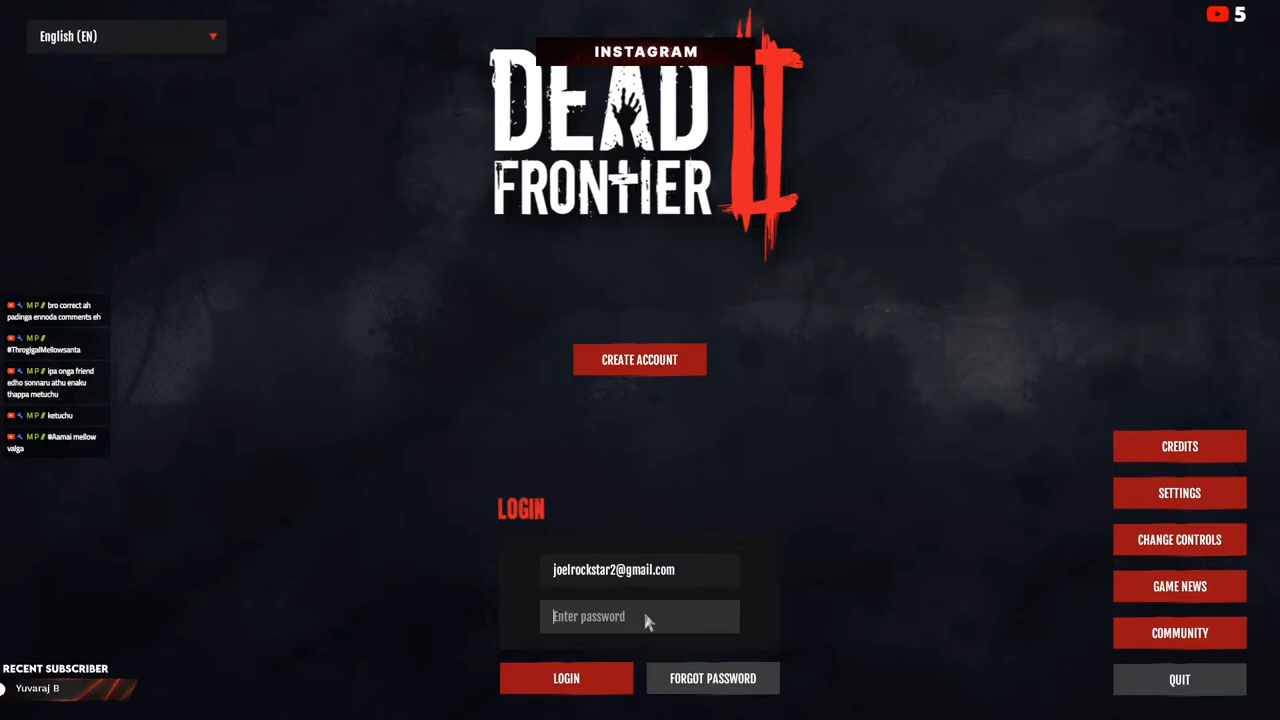 English (EN)
5
INSTAGRAM
DEAD II
FRONTIER
CREATE ACCOUNT
M P // bro correct ah
padinga ennoda comments eh
M P //
#ThrogigalMellowsanta
M P // ipa onga friend
edho sonnaru athu enaku
thappa metuchu
M P // ketuchu
M P // #Aamai mellow
valga
CREDITS
SETTINGS
CHANGE CONTROLS
GAME NEWS
COMMUNITY
QUIT
LOGIN
joelrockstar2@gmail.com
Enter password
LOGIN
FORGOT PASSWORD
RECENT SUBSCRIBER
Yuvaraj B